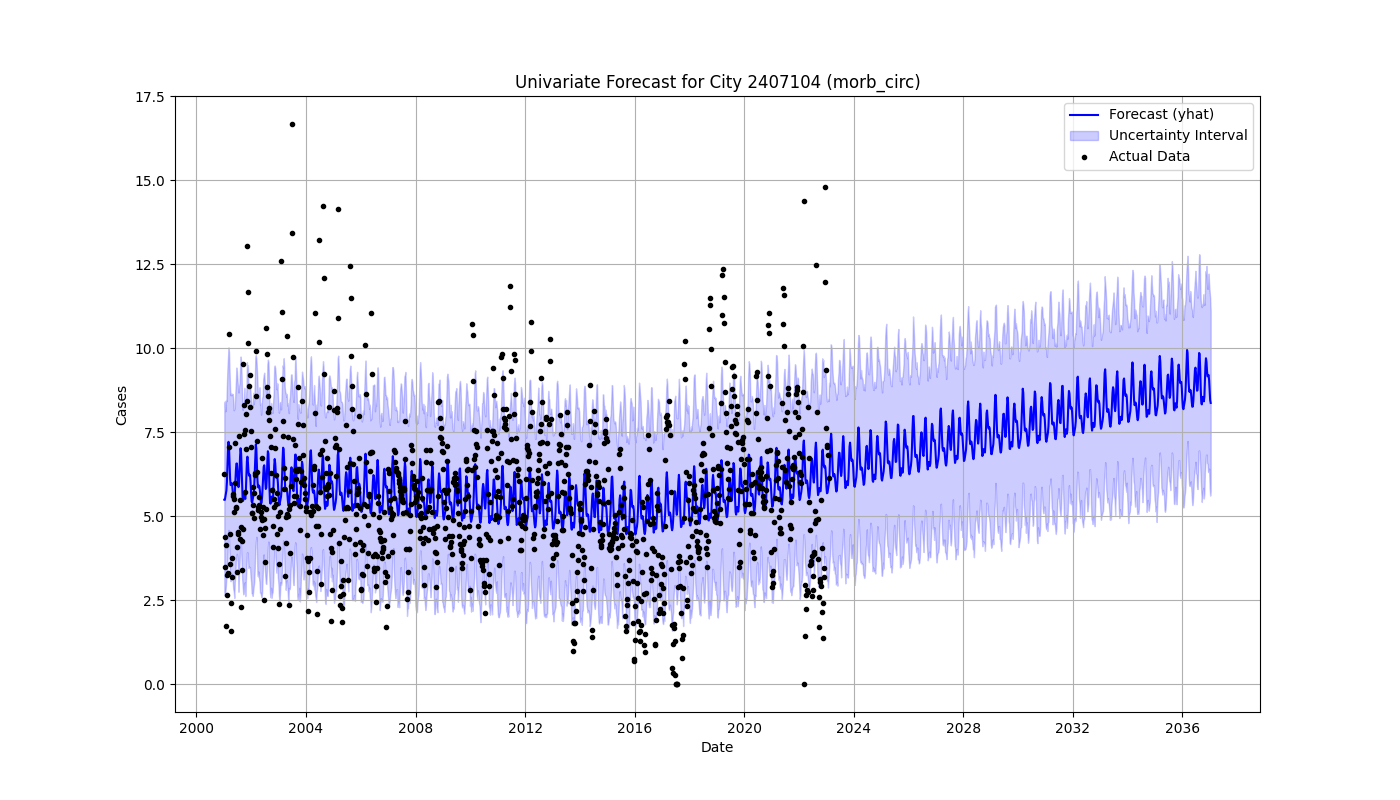 Univariate Forecast for City 2407104 (morb_circ)
17.5
15.0
12.5
10.0
7.5
5.0
2.5
0.0
Cases
Forecast (yhat)
Uncertainty Interval
Actual Data
2000 2004 2008 2012 2016 2020 2024 2028 2032 2036
Date